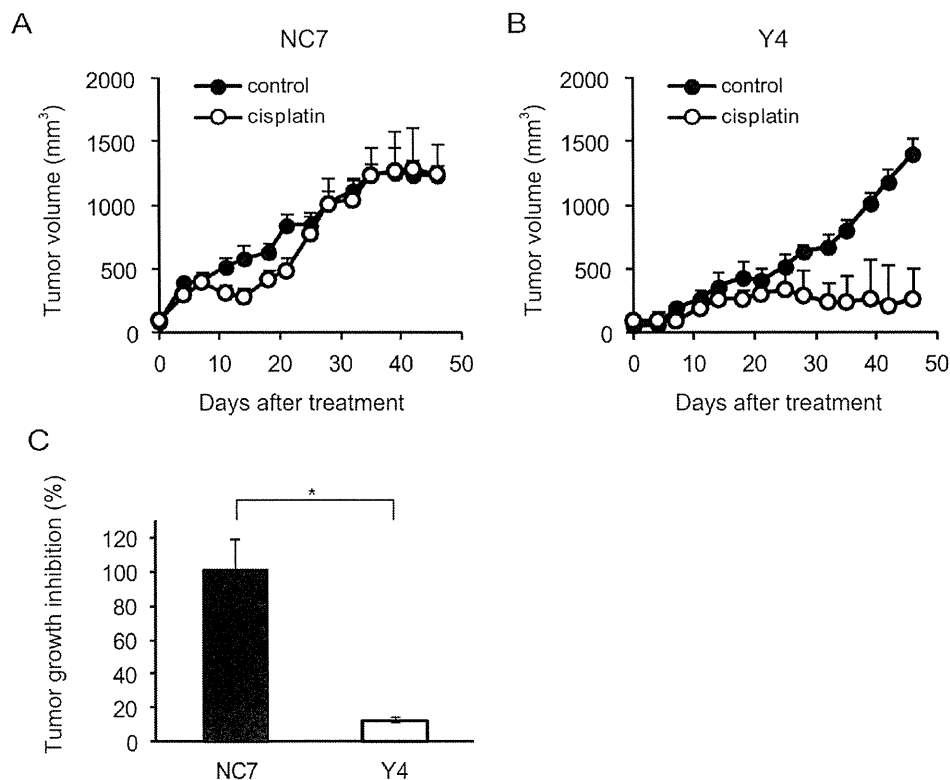 A
NC7
control
cisplatin
Tumor volume (mm³)
2000
1500
1000
500
0
0 10 20 30 40 50
Days after treatment
B
Y4
control
cisplatin
Tumor volume (mm³)
2000
1500
1000
500
0
0 10 20 30 40 50
Days after treatment
C
*
Tumor growth inhibition (%)
120
100
80
60
40
20
0
NC7 Y4